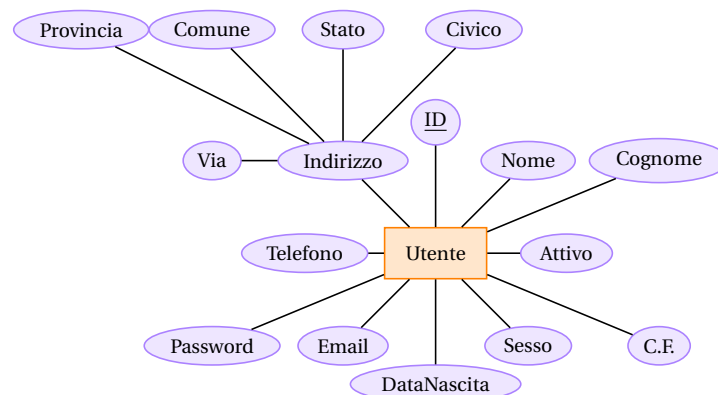 Provincia
Comune
Stato
Civico
ID
Via
Indirizzo
Nome
Cognome
Telefono
Utente
Attivo
Password
Email
Sesso
C.F.
DataNascita